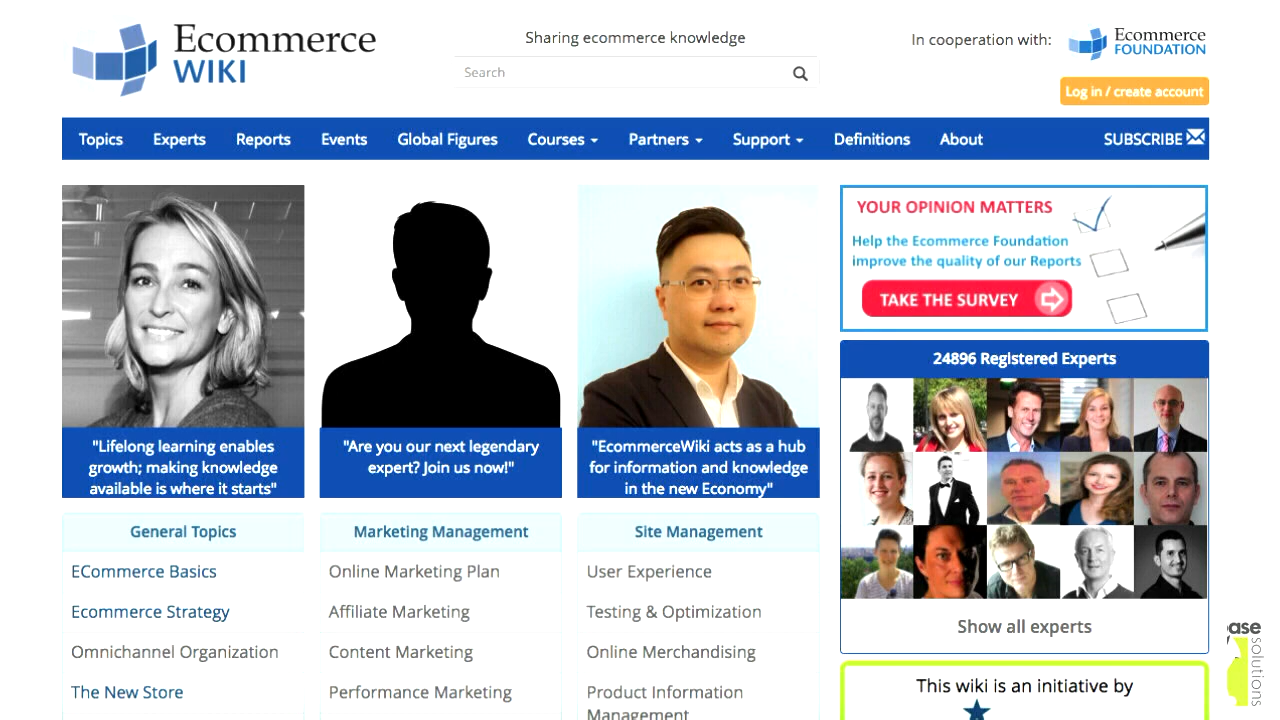 Ecommerce
WIKI
Sharing ecommerce knowledge
Search
In cooperation with:
Ecommerce
FOUNDATION
Log in / create account
Topics Experts Reports Events Global Figures Courses Partners Support Definitions About SUBSCRIBE
"Lifelong learning enables
growth; making knowledge
available is where it starts"
"Are you our next legendary
expert? Join us now!"
"EcommerceWiki acts as a hub
for information and knowledge
in the new Economy"
YOUR OPINION MATTERS
Help the Ecommerce Foundation
improve the quality of our Reports
TAKE THE SURVEY
24896 Registered Experts
Show all experts
This wiki is an initiative by
General Topics
ECommerce Basics
Ecommerce Strategy
Omnichannel Organization
The New Store
Marketing Management
Online Marketing Plan
Affiliate Marketing
Content Marketing
Performance Marketing
Site Management
User Experience
Testing & Optimization
Online Merchandising
Product Information
Management
ase
solutions